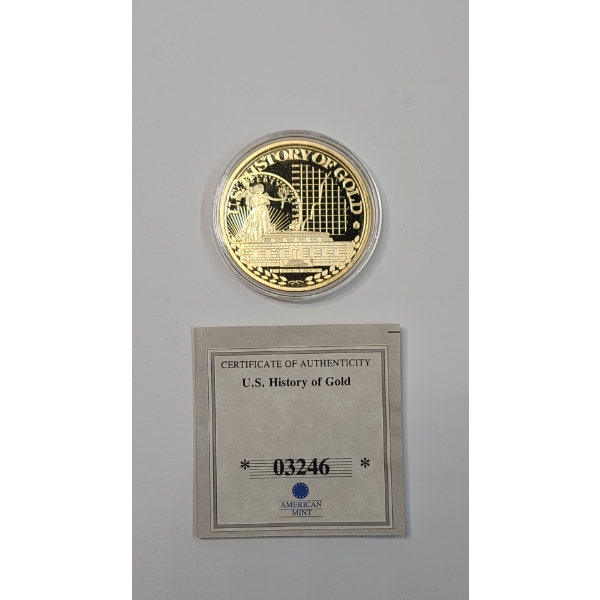 U.S. HISTORY OF GOLD
CERTIFICATE OF AUTHENTICITY
U.S. History of Gold
* 03246 *
AMERICAN
MINT